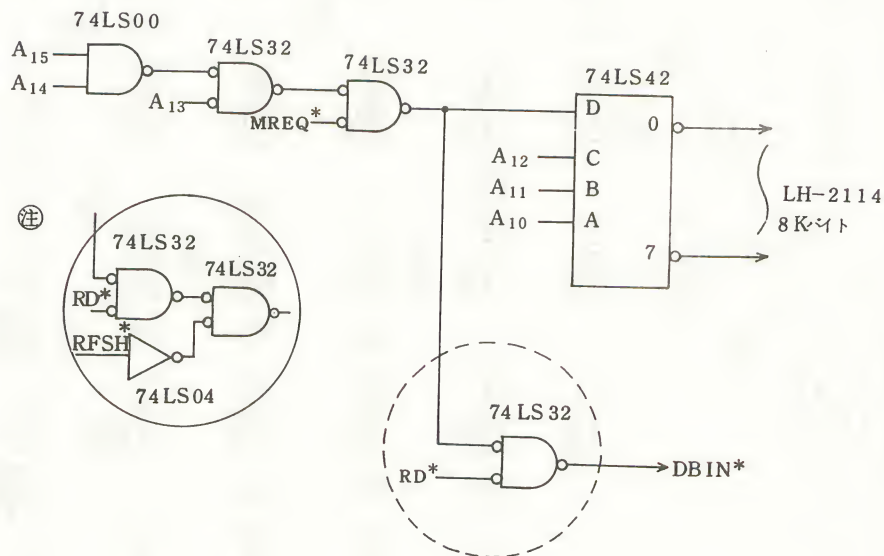 74LS00
A15
A14
74LS32
A13
74LS32
MREQ*
74LS42
D
C
B
A
0
7
A12
A11
A10
LH-2114
8Kバイト
注
74LS32
74LS32
RD*
RFSH*
74LS04
74LS32
RD*
DBIN*